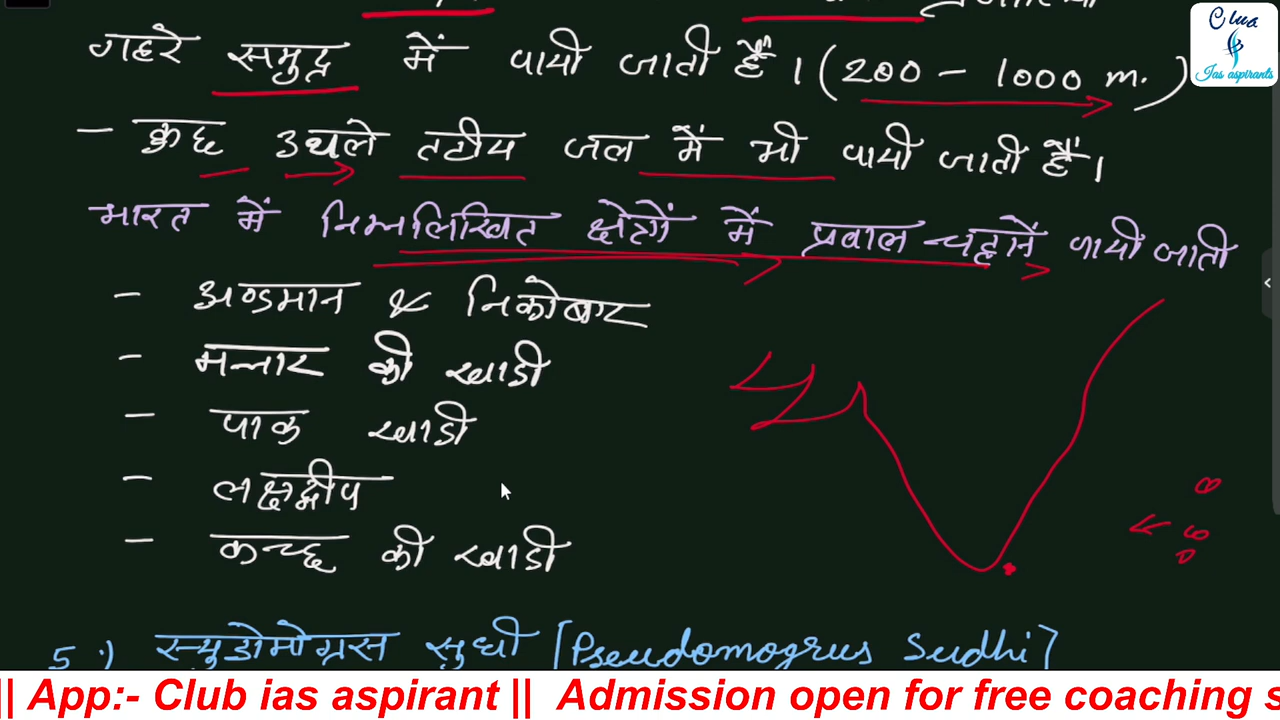 गहरे समुद्र में पायी जाती हैं। (200 - 1000 m.)
Club
Ias aspirants
- कुछ उथले तटीय जल में भी पायी जाती हैं।
भारत में निम्नलिखित क्षेत्रों में प्रवाल चट्टानें पायी जाती
- अण्डमान & निकोबार
- मन्नार की खाडी
- पाक खाडी
- लक्षद्वीप
- कच्छ की खाडी
5.) स्युडोमोग्रस सुधी [Pseudomogrus Sudhi]
|| App:- Club ias aspirant || Admission open for free coaching s